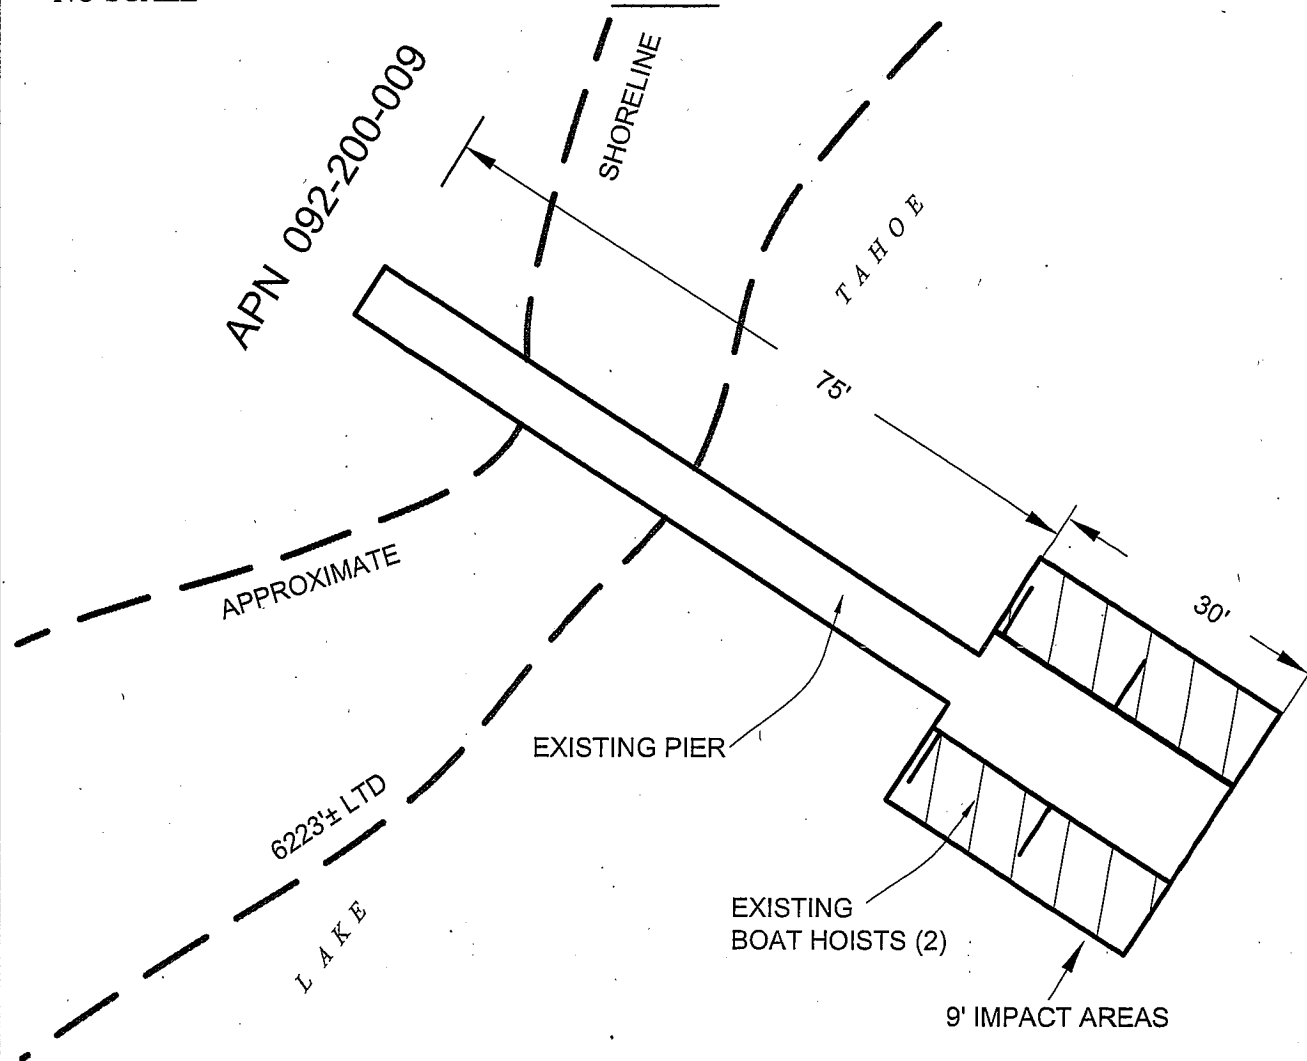 SHORELINE
APN 092-200-009
TAHOE
75'
APPROXIMATE
30'
EXISTING PIER
6223'± LTD
LAKE
EXISTING
BOAT HOISTS (2)
9' IMPACT AREAS